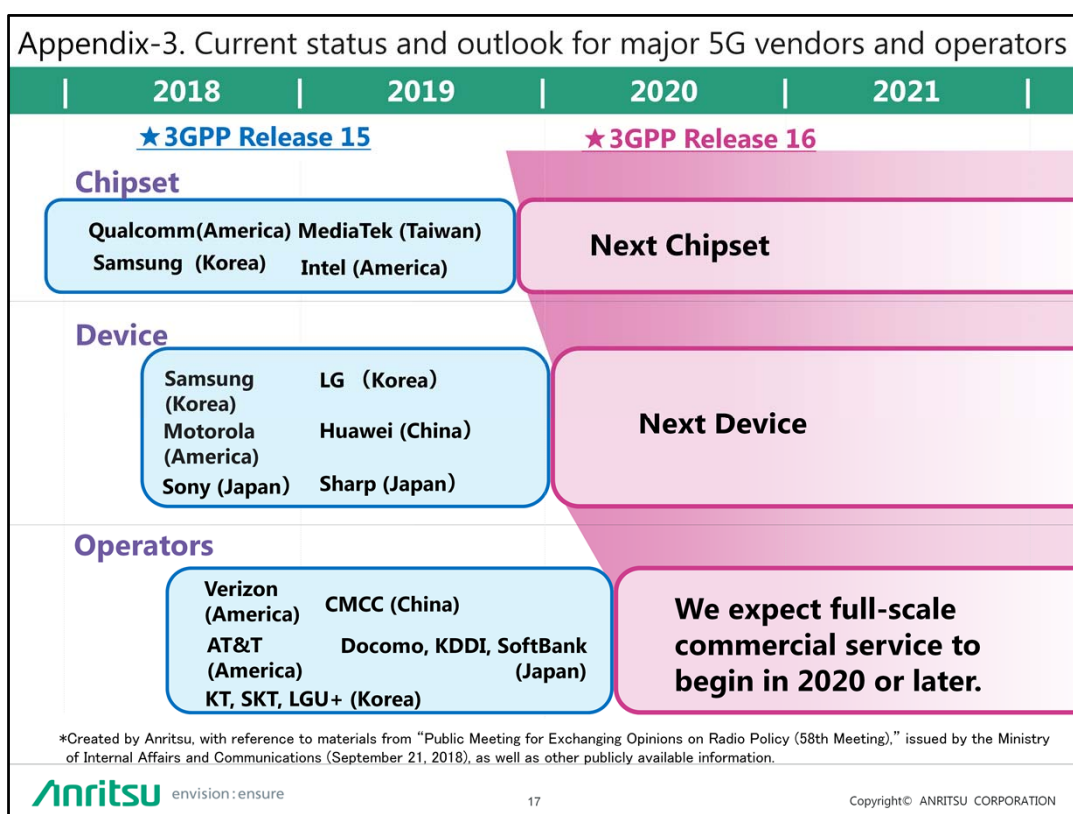 Appendix-3. Current status and outlook for major 5G vendors and operators
| 2018 | 2019 | 2020 | 2021 |
★3GPP Release 15
★3GPP Release 16
Chipset
Qualcomm(America) MediaTek (Taiwan)
Samsung (Korea) Intel (America)
Next Chipset
Device
Samsung
(Korea)
LG （Korea）
Motorola
(America)
Huawei (China）
Sony (Japan）
Sharp (Japan）
Next Device
Operators
Verizon
(America)
CMCC (China)
AT&T
(America)
Docomo, KDDI, SoftBank
(Japan)
KT, SKT, LGU+ (Korea)
We expect full-scale
commercial service to
begin in 2020 or later.
*Created by Anritsu, with reference to materials from “Public Meeting for Exchanging Opinions on Radio Policy (58th Meeting),” issued by the Ministry
of Internal Affairs and Communications (September 21, 2018), as well as other publicly available information.
Anritsu envision : ensure
17
Copyright© ANRITSU CORPORATION